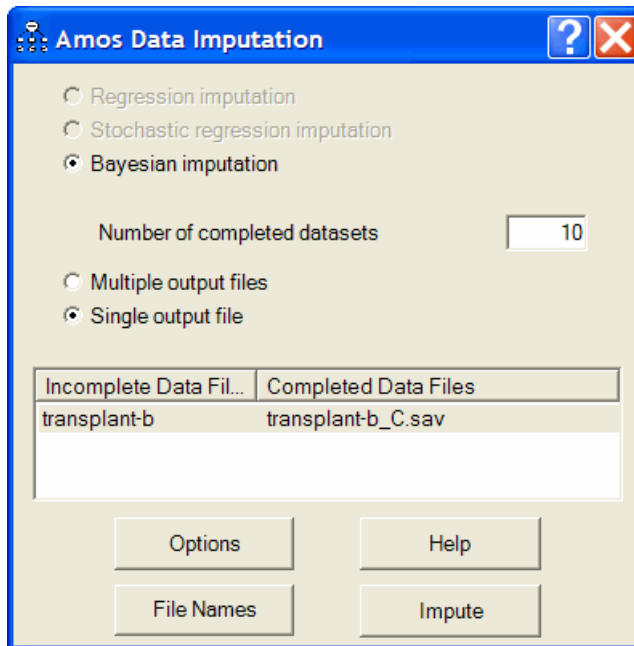 Amos Data Imputation
Regression imputation
Stochastic regression imputation
Bayesian imputation
Number of completed datasets 10
Multiple output files
Single output file
Incomplete Data Fil... Completed Data Files
transplant-b transplant-b_C.sav
Options Help
File Names Impute